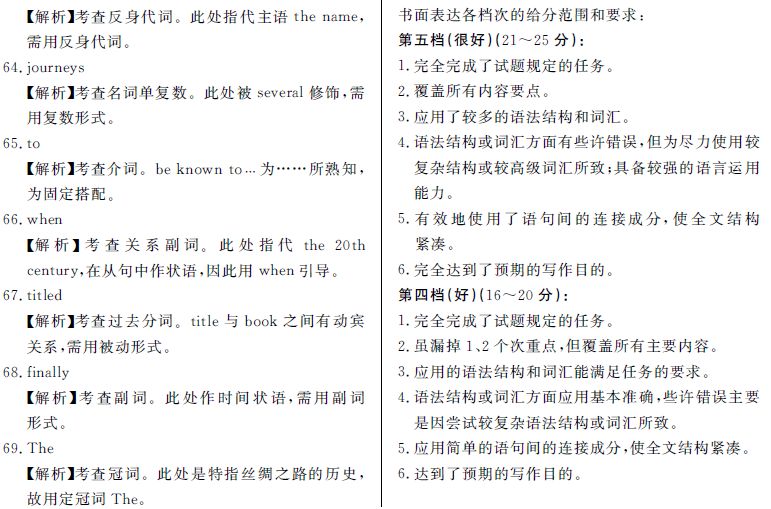 【解析】考查反身代词。此处指代主语 the name,
需用反身代词。
64. journeys
【解析】考查名词单复数。此处被 several 修饰,需
用复数形式。
65. to
【解析】考查介词。be known to … 为……所熟知,
为固定搭配。
66. when
【解析】考查关系副词。此处指代 the 20th
century,在从句中作状语,因此用 when 引导。
67. titled
【解析】考查过去分词。title 与 book 之间有动宾
关系,需用被动形式。
68. finally
【解析】考查副词。此处作时间状语,需用副词
形式。
69. The
【解析】考查冠词。此处是特指丝绸之路的历史,
故用定冠词 The。
书面表达各档次的给分范围和要求:
第五档(很好)(21～25 分):
1. 完全完成了试题规定的任务。
2. 覆盖所有内容要点。
3. 应用了较多的语法结构和词汇。
4. 语法结构或词汇方面有些许错误,但为尽力使用较
复杂结构或较高级词汇所致;具备较强的语言运用
能力。
5. 有效地使用了语句间的连接成分,使全文结构
紧凑。
6. 完全达到了预期的写作目的。
第四档(好)(16～20 分):
1. 完全完成了试题规定的任务。
2. 虽漏掉 1、2 个次重点,但覆盖所有主要内容。
3. 应用的语法结构和词汇能满足任务的要求。
4. 语法结构或词汇方面应用基本准确,些许错误主要
是因尝试较复杂语法结构或词汇所致。
5. 应用简单的语句间的连接成分,使全文结构紧凑。
6. 达到了预期的写作目的。